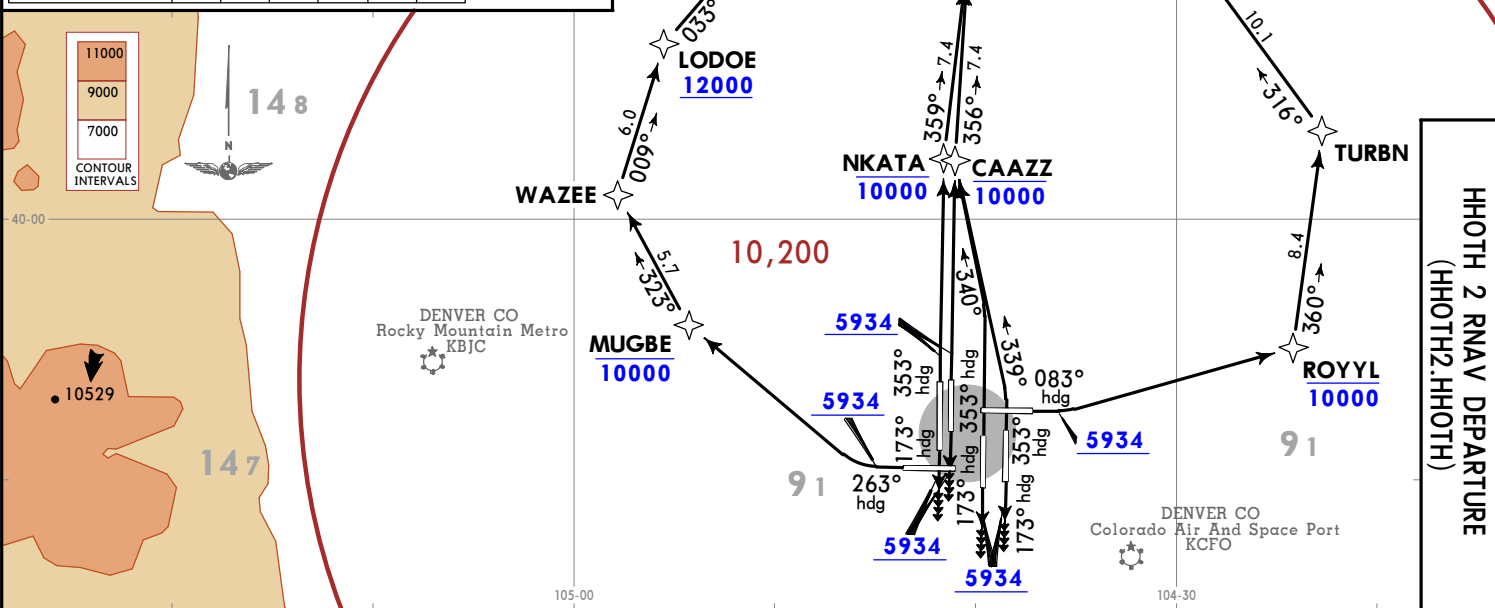 033°
LODOE
12000
10.1
7.4
7.4
11000
9000
7000
CONTOUR
INTERVALS
N
14 8
6.0
009°
359°
356°
316°
TURBN
WAZEE
NKATA
10000
CAAZZ
10000
40-00
10,200
5.7
323°
340°
8.4
360°
DENVER CO
Rocky Mountain Metro
KBJC
MUGBE
10000
5934
353°
hdg
353° hdg
339°
083°
hdg
ROYYL
10000
10529
5934
173°
hdg
353°
hdg
5934
9 1
14 7
9 1
263°
hdg
173° hdg
173° hdg
5934
5934
DENVER CO
Colorado Air And Space Port
KCFO
105-00
104-30
HHOTH 2 RNAV DEPARTURE
(HHOTH2.HHOTH)